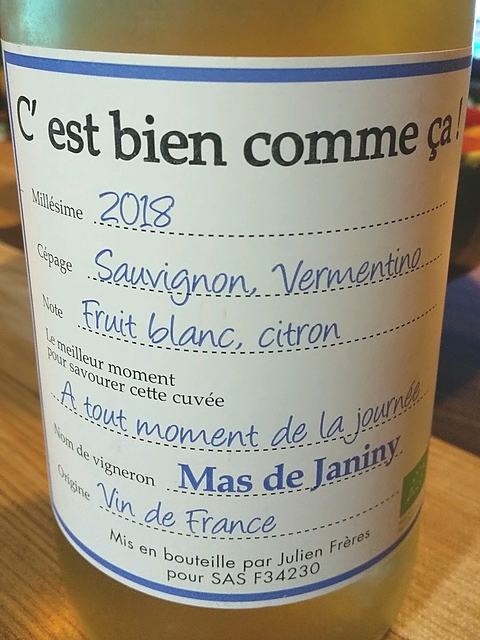 C' est bien comme ça !
Millésime 2018
Cépage Sauvignon, Vermentino
Note Fruit blanc, citron
Le meilleur moment
pour savourer cette cuvée
A tout moment de la journée
Nom de vigneron Mas de Janiny
Origine Vin de France
Mis en bouteille par Julien Frères
pour SAS F34230